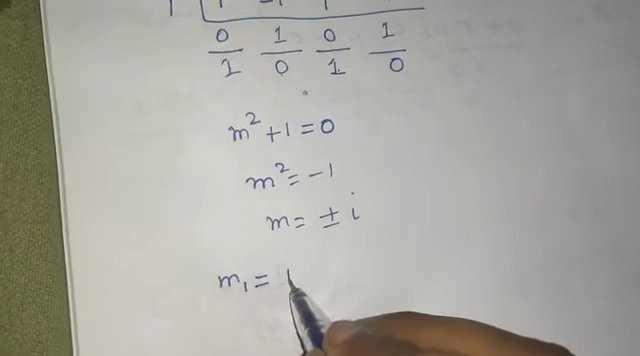 0 1 0 1
1 0 1 0
m² + 1 = 0
m² = -1
m = ± i
m₁ =